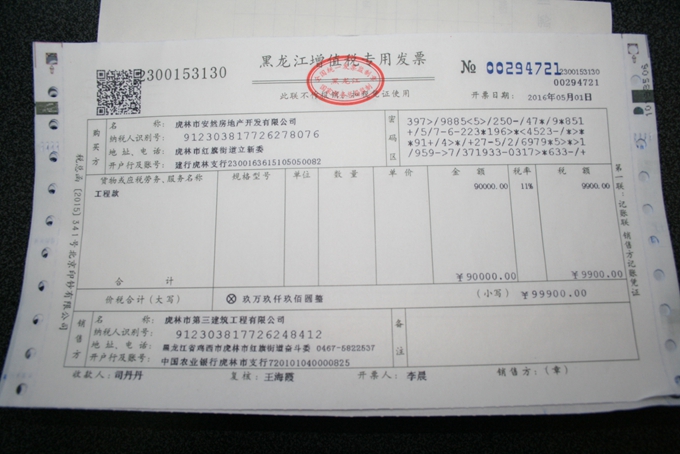 黑龙江增值税专用发票
2300153130
№ 00294721
2300153130
00294721
此联不作报销、扣税凭证使用
开票日期: 2016年05月01日
购买方
名 称: 虎林市安然房地产开发有限公司
纳税人识别号: 912303817726278076
地 址、电 话: 虎林市红旗街道立新委
开户行及账号: 建行虎林支行2300163615105050082
密码区
397>/9885<5>/250-/47*/9*851
+/5/7-6-223*196>*<4523-/*>*
*91+/4>*/+27-5/2/6979*5>*>1
/959->7/371933-0317>*633-/+
货物或应税劳务、服务名称 规格型号 单位 数量 单价 金额 税率 税额
工程款 90000.00 11% 9900.00
合 计 ¥90000.00 ¥9900.00
价税合计(大写) ⊗玖万玖仟玖佰圆整 (小写) ¥99900.00
销售方
名 称: 虎林市第三建筑工程有限公司
纳税人识别号: 912303817726248412
地 址、电 话: 黑龙江省鸡西市虎林市红旗街道奋斗委 0467-5822537
开户行及账号: 中国农业银行虎林市支行720101040000825
备注
收款人: 司丹丹 复核: 王海霞 开票人: 李晨 销售方:(章)
税总函[2015]341号北京印钞有限公司
第一联:记账联 销售方记账凭证